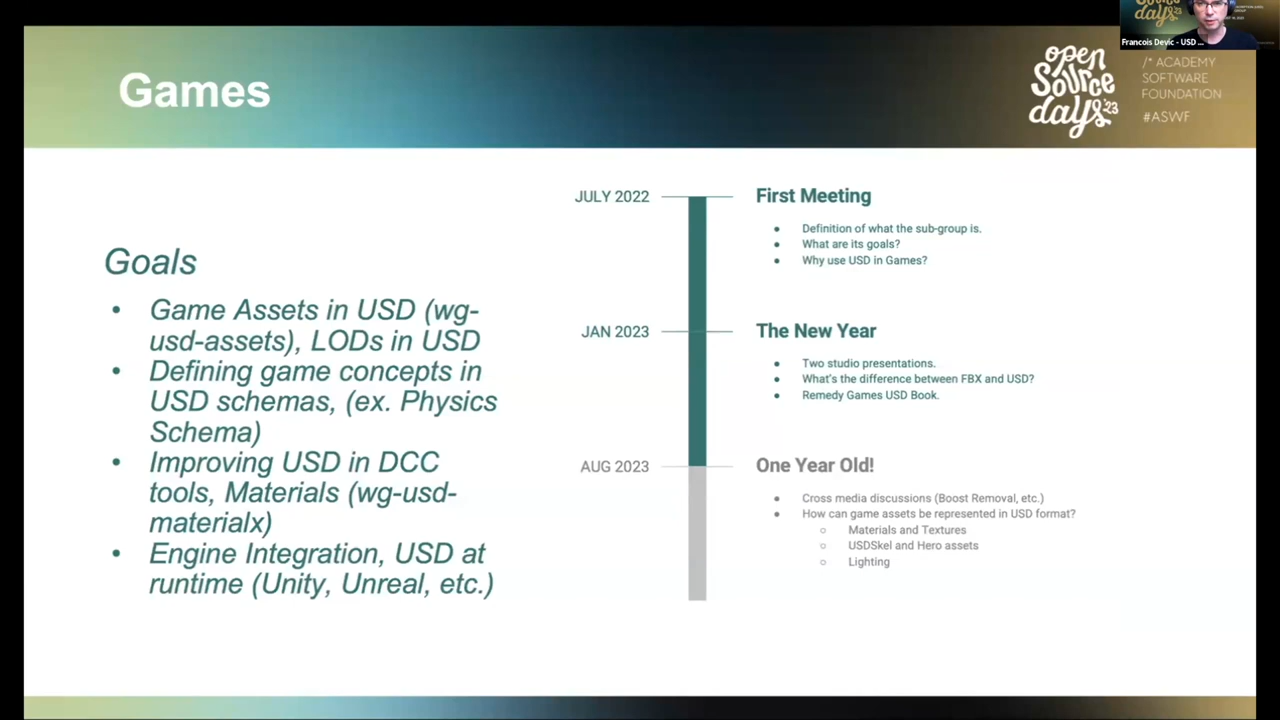 Games
open
Source
days
'23
/* ACADEMY
SOFTWARE
FOUNDATION
#ASWF
Francois Devic - USD ...
Goals
• Game Assets in USD (wg-
usd-assets), LODs in USD
• Defining game concepts in
USD schemas, (ex. Physics
Schema)
• Improving USD in DCC
tools, Materials (wg-usd-
materialx)
• Engine Integration, USD at
runtime (Unity, Unreal, etc.)
JULY 2022
First Meeting
• Definition of what the sub-group is.
• What are its goals?
• Why use USD in Games?
JAN 2023
The New Year
• Two studio presentations.
• What's the difference between FBX and USD?
• Remedy Games USD Book.
AUG 2023
One Year Old!
• Cross media discussions (Boost Removal, etc.)
• How can game assets be represented in USD format?
○ Materials and Textures
○ USDSkel and Hero assets
○ Lighting